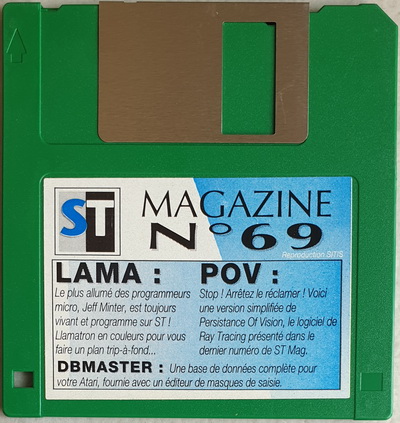 ST
MAGAZINE
N° 69
Reproduction SITIS
LAMA :
Le plus allumé des programmeurs
micro, Jeff Minter, est toujours
vivant et programme sur ST !
Llamatron en couleurs pour vous
faire un plan trip-à-fond...
POV :
Stop ! Arrêtez le réclamer ! Voici
une version simplifiée de
Persistance Of Vision, le logiciel de
Ray Tracing présenté dans le
dernier numéro de ST Mag.
DBMASTER : Une base de données complète pour
votre Atari, fournie avec un éditeur de masques de saisie.